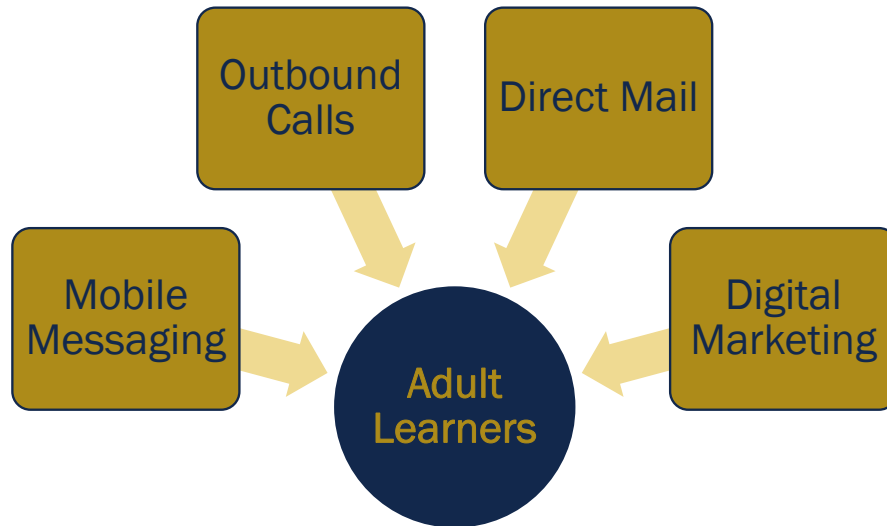 Outbound
Calls
Direct Mail
Mobile
Messaging
Digital
Marketing
Adult
Learners